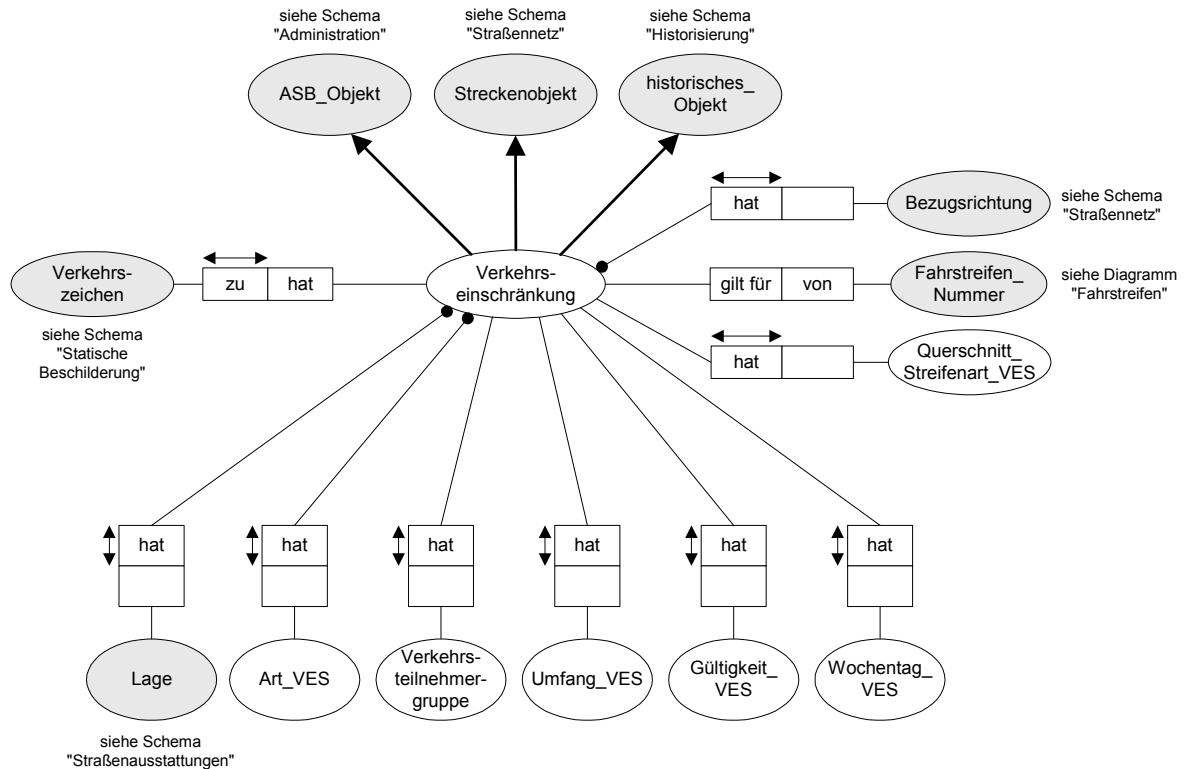 siehe Schema
"Administration"
siehe Schema
"Straßennetz"
siehe Schema
"Historisierung"
ASB_Objekt
Streckenobjekt
historisches_
Objekt
hat
Bezugsrichtung
siehe Schema
"Straßennetz"
Verkehrs-
zeichen
zu
hat
Verkehrs-
einschränkung
gilt für
von
Fahrstreifen_
Nummer
siehe Diagramm
"Fahrstreifen"
siehe Schema
"Statische
Beschilderung"
hat
Querschnitt_
Streifenart_VES
hat
hat
hat
hat
hat
hat
Lage
Art_VES
Verkehrs-
teilnehmer-
gruppe
Umfang_VES
Gültigkeit_
VES
Wochentag_
VES
siehe Schema
"Straßenausstattungen"